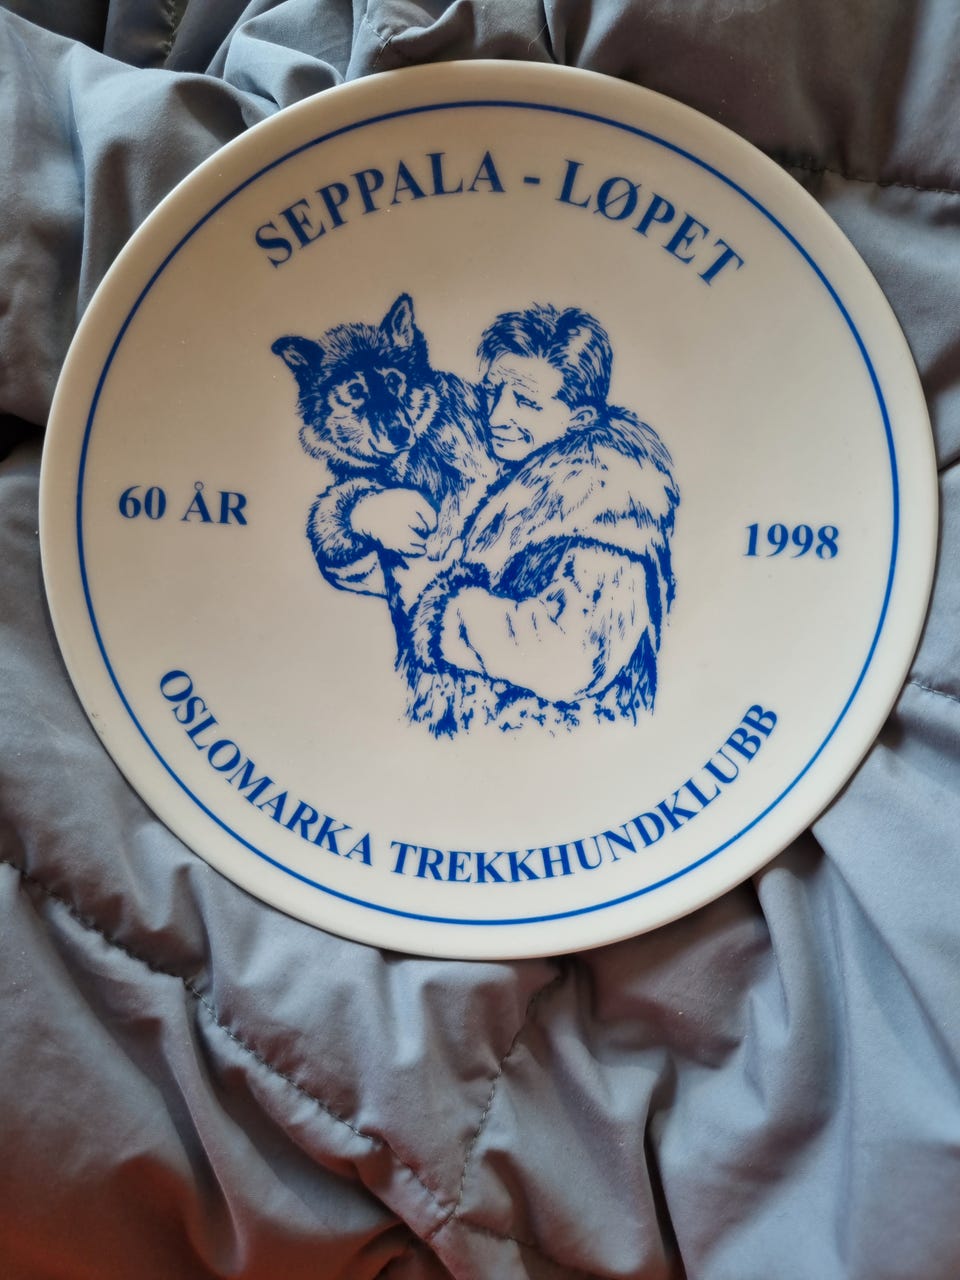 SEPPALA - LØPET
60 ÅR
1998
OSLOMARKA TREKKHUNDKLUBB